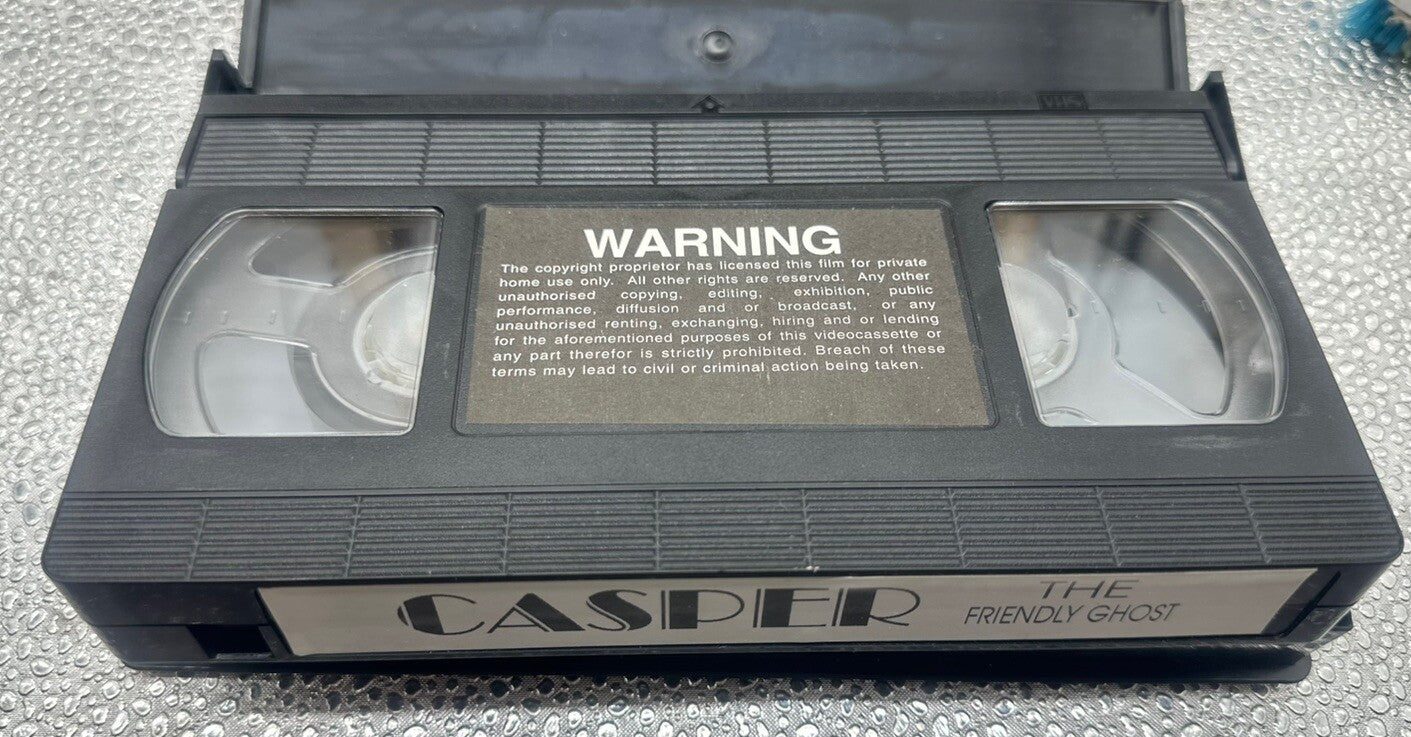 VHS
WARNING
The copyright proprietor has licensed this film for private
home use only. All other rights are reserved. Any other
unauthorised copying, editing, exhibition, public
performance, diffusion and or broadcast, or any
unauthorised renting, exchanging, hiring and or lending
for the aforementioned purposes of this videocassette or
any part therefor is strictly prohibited. Breach of these
terms may lead to civil or criminal action being taken.
CASPER THE
FRIENDLY GHOST